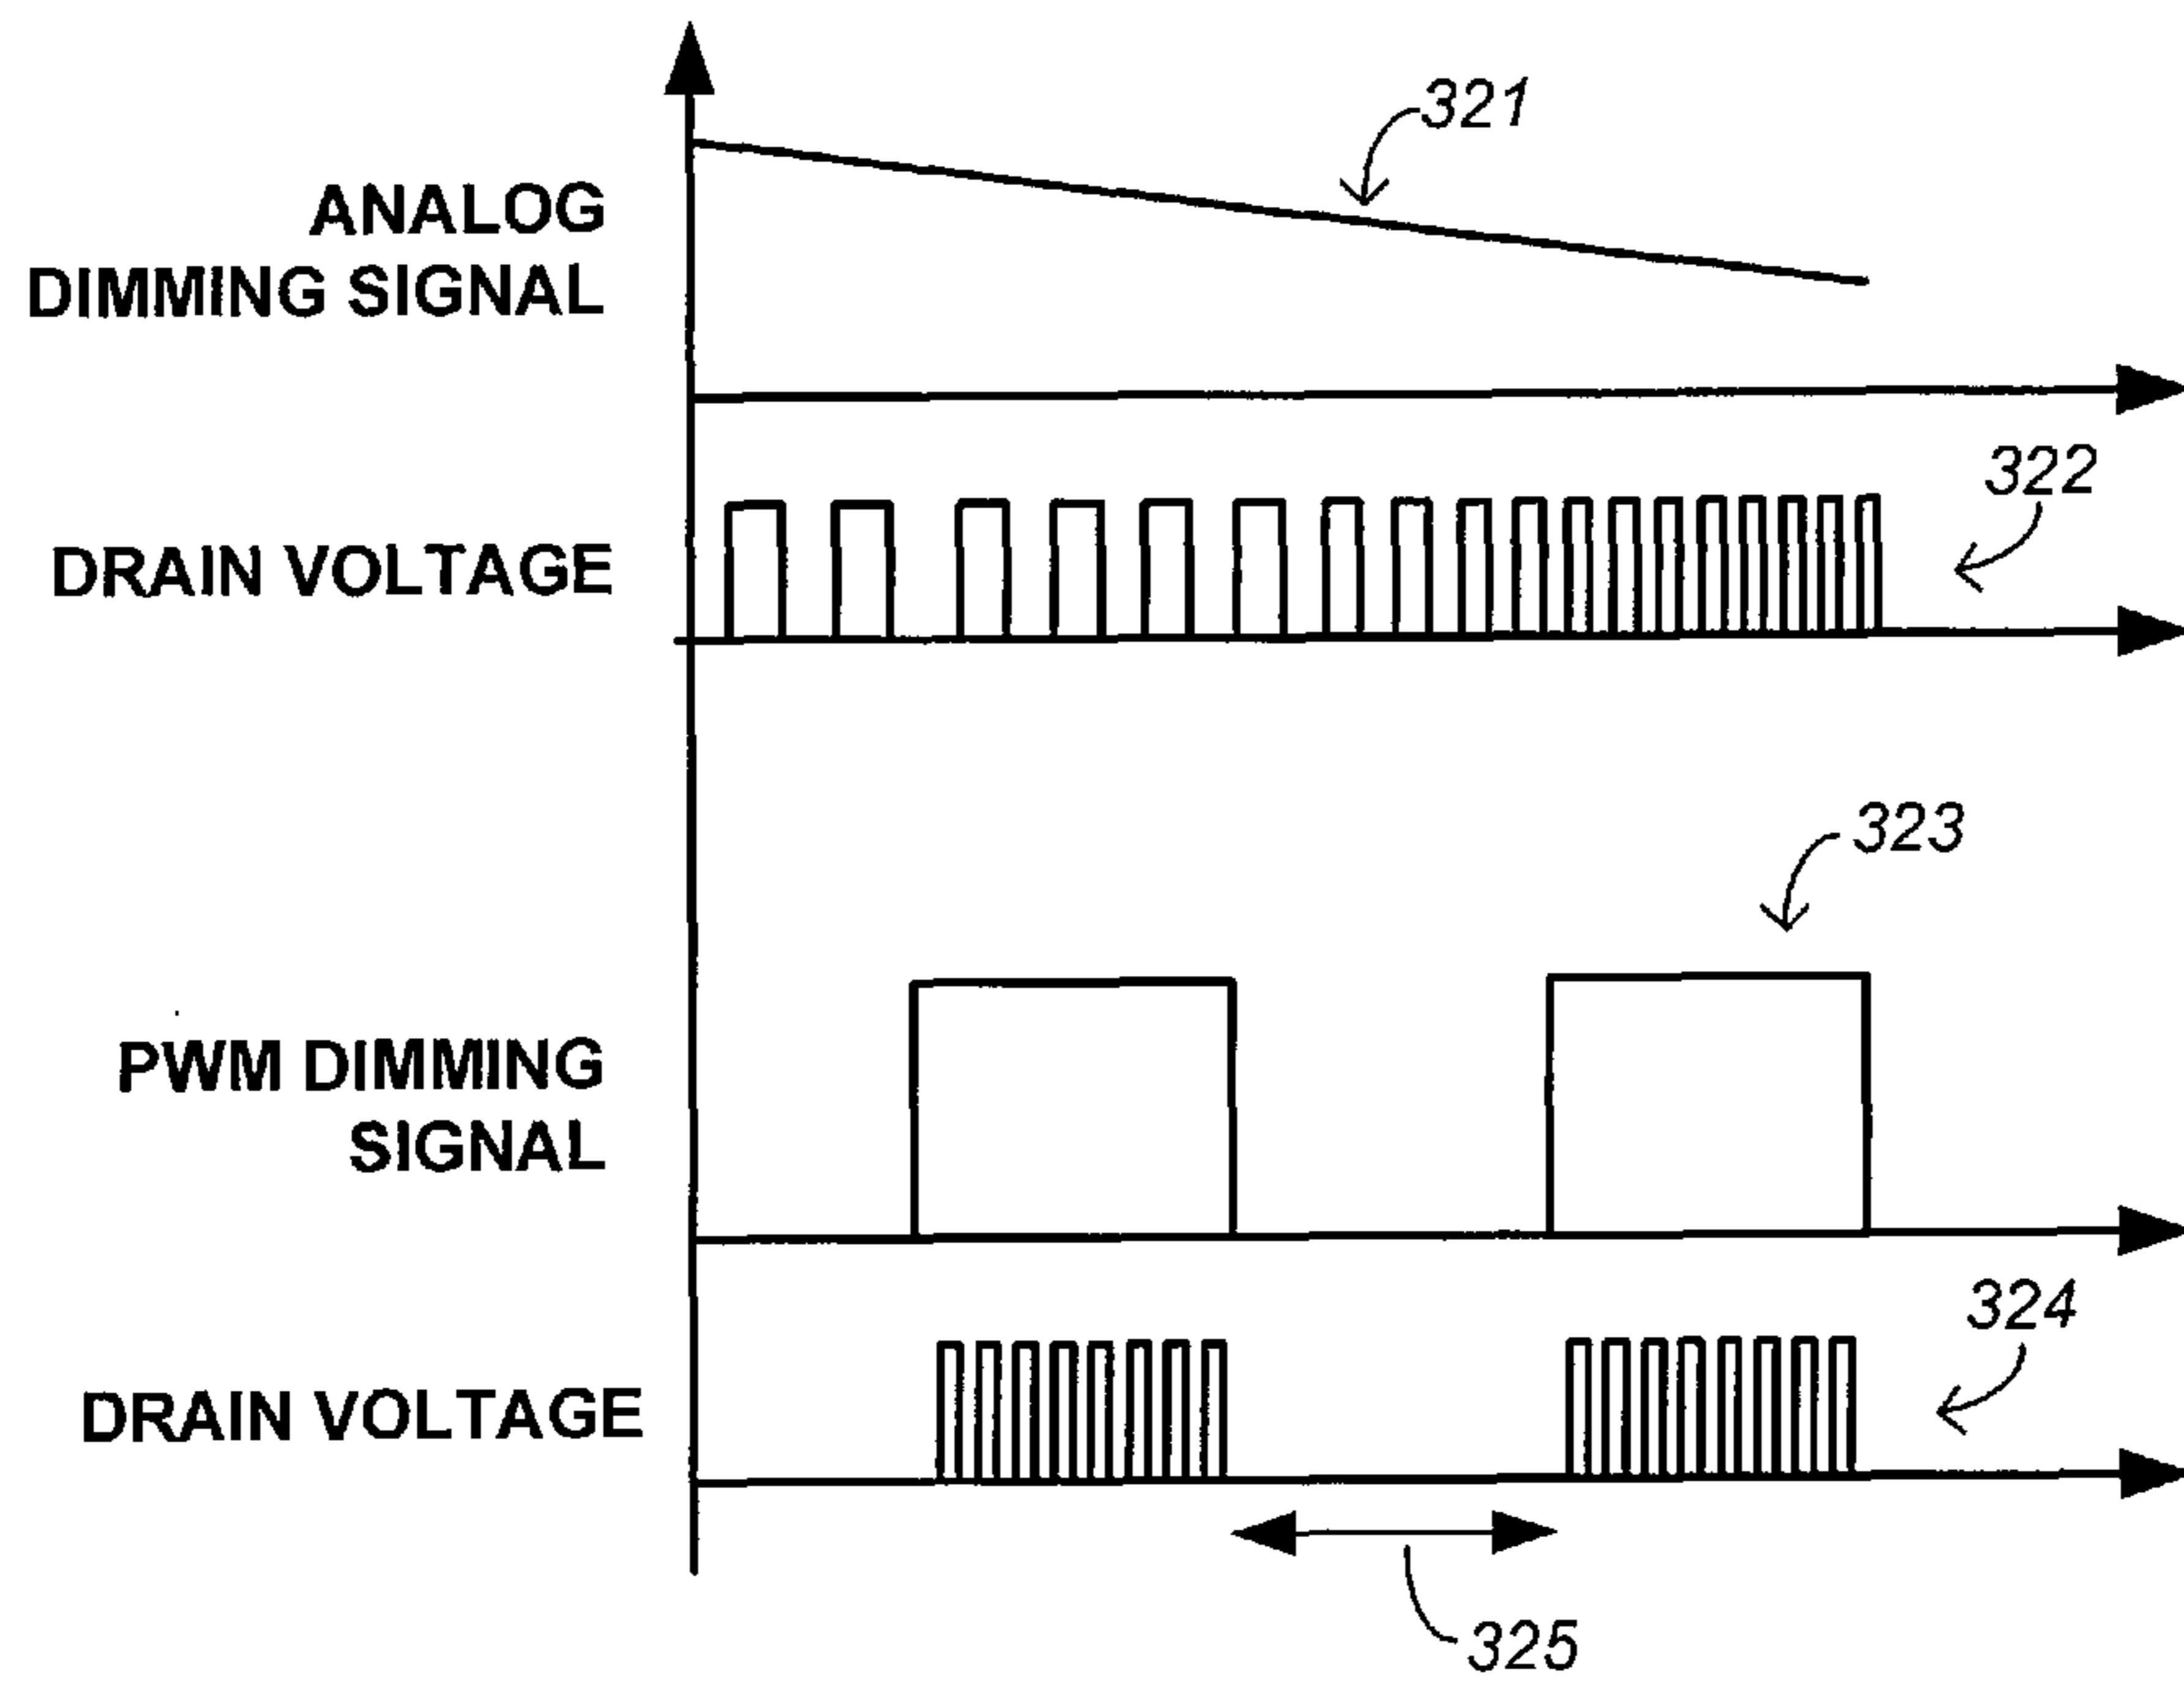 321
ANALOG
DIMMING SIGNAL
322
DRAIN VOLTAGE
323
PWM DIMMING
SIGNAL
324
DRAIN VOLTAGE
325